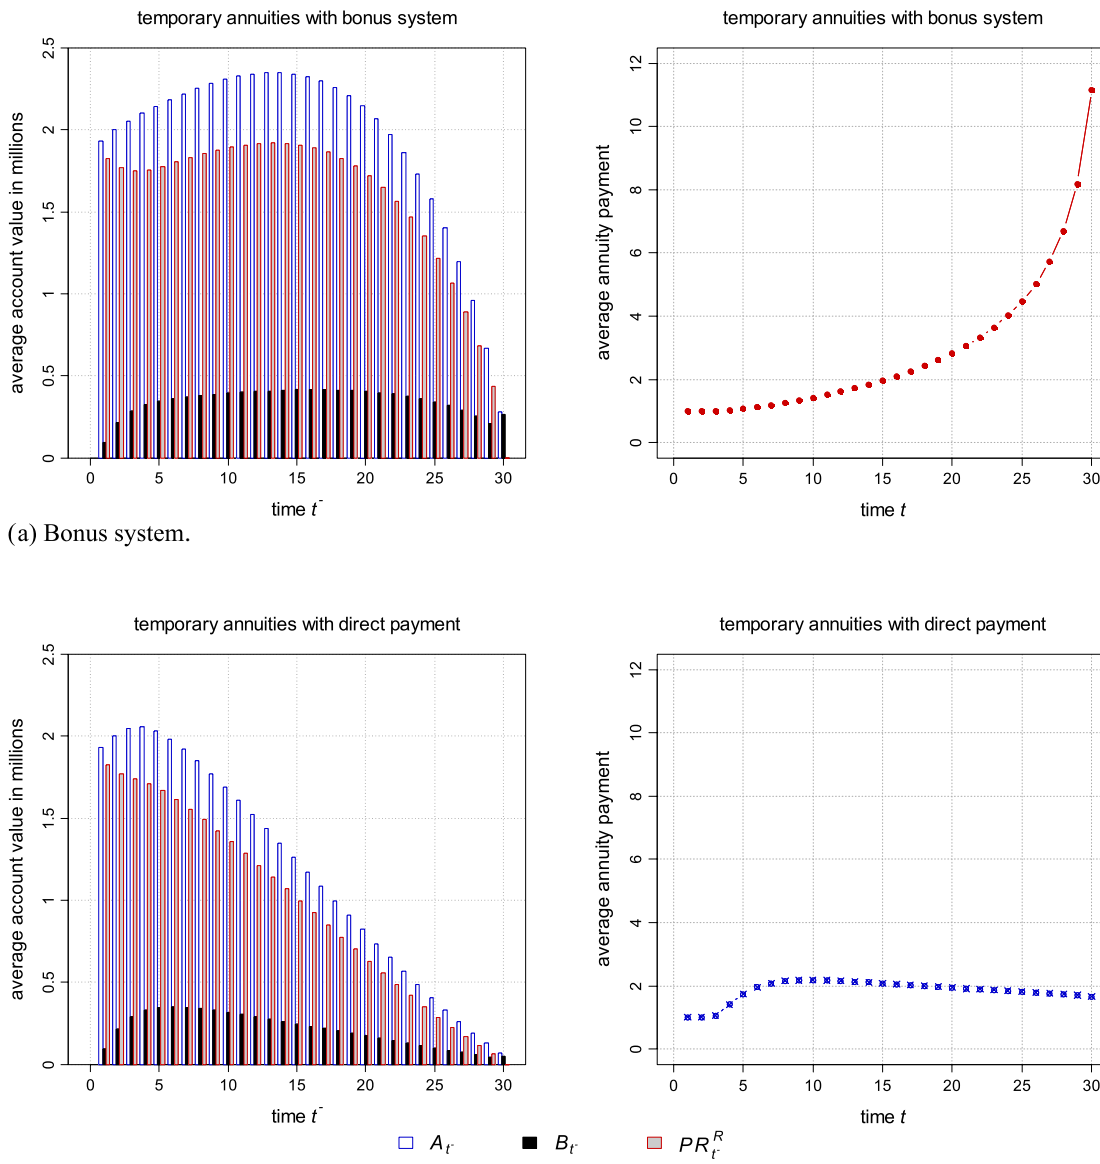 temporary annuities with bonus system
average account value in millions
0 0.5 1 1.5 2 2.5
0 5 10 15 20 25 30
time t⁻
temporary annuities with bonus system
average annuity payment
0 2 4 6 8 10 12
0 5 10 15 20 25 30
time t
(a) Bonus system.
temporary annuities with direct payment
average account value in millions
0 0.5 1 1.5 2 2.5
0 5 10 15 20 25 30
time t⁻
temporary annuities with direct payment
average annuity payment
0 2 4 6 8 10 12
0 5 10 15 20 25 30
time t
A_t⁻ B_t⁻ PR^R_t⁻